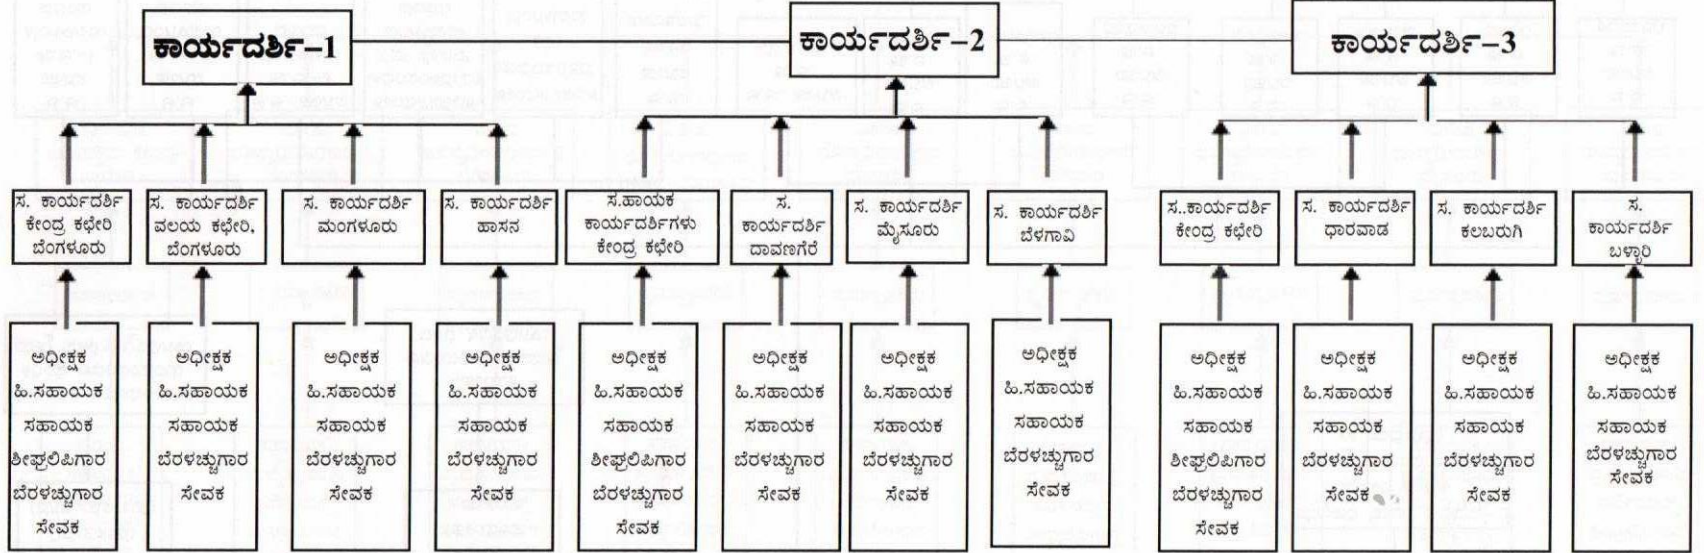 ಕಾರ್ಯದರ್ಶಿ–1
ಕಾರ್ಯದರ್ಶಿ–2
ಕಾರ್ಯದರ್ಶಿ–3
ಸ. ಕಾರ್ಯದರ್ಶಿ
ಕೇಂದ್ರ ಕಛೇರಿ
ಬೆಂಗಳೂರು
ಸ. ಕಾರ್ಯದರ್ಶಿ
ವಲಯ ಕಛೇರಿ,
ಬೆಂಗಳೂರು
ಸ. ಕಾರ್ಯದರ್ಶಿ
ಮಂಗಳೂರು
ಸ. ಕಾರ್ಯದರ್ಶಿ
ಹಾಸನ
ಸ.ಹಾಯಕ
ಕಾರ್ಯದರ್ಶಿಗಳು
ಕೇಂದ್ರ ಕಛೇರಿ
ಸ.
ಕಾರ್ಯದರ್ಶಿ
ದಾವಣಗೆರೆ
ಸ. ಕಾರ್ಯದರ್ಶಿ
ಮೈಸೂರು
ಸ. ಕಾರ್ಯದರ್ಶಿ
ಬೆಳಗಾವಿ
ಸ..ಕಾರ್ಯದರ್ಶಿ
ಕೇಂದ್ರ ಕಛೇರಿ
ಸ. ಕಾರ್ಯದರ್ಶಿ
ಧಾರವಾಡ
ಸ. ಕಾರ್ಯದರ್ಶಿ
ಕಲಬರುಗಿ
ಸ.
ಕಾರ್ಯದರ್ಶಿ
ಬಳ್ಳಾರಿ
ಅಧೀಕ್ಷಕ
ಹಿ.ಸಹಾಯಕ
ಸಹಾಯಕ
ಶೀಘ್ರಲಿಪಿಗಾರ
ಬೆರಳಚ್ಚುಗಾರ
ಸೇವಕ
ಅಧೀಕ್ಷಕ
ಹಿ.ಸಹಾಯಕ
ಸಹಾಯಕ
ಬೆರಳಚ್ಚುಗಾರ
ಸೇವಕ
ಅಧೀಕ್ಷಕ
ಹಿ.ಸಹಾಯಕ
ಸಹಾಯಕ
ಬೆರಳಚ್ಚುಗಾರ
ಸೇವಕ
ಅಧೀಕ್ಷಕ
ಹಿ.ಸಹಾಯಕ
ಸಹಾಯಕ
ಬೆರಳಚ್ಚುಗಾರ
ಸೇವಕ
ಅಧೀಕ್ಷಕ
ಹಿ.ಸಹಾಯಕ
ಸಹಾಯಕ
ಶೀಘ್ರಲಿಪಿಗಾರ
ಬೆರಳಚ್ಚುಗಾರ
ಸೇವಕ
ಅಧೀಕ್ಷಕ
ಹಿ.ಸಹಾಯಕ
ಸಹಾಯಕ
ಬೆರಳಚ್ಚುಗಾರ
ಸೇವಕ
ಅಧೀಕ್ಷಕ
ಹಿ.ಸಹಾಯಕ
ಸಹಾಯಕ
ಬೆರಳಚ್ಚುಗಾರ
ಸೇವಕ
ಅಧೀಕ್ಷಕ
ಹಿ.ಸಹಾಯಕ
ಸಹಾಯಕ
ಬೆರಳಚ್ಚುಗಾರ
ಸೇವಕ
ಅಧೀಕ್ಷಕ
ಹಿ.ಸಹಾಯಕ
ಸಹಾಯಕ
ಶೀಘ್ರಲಿಪಿಗಾರ
ಬೆರಳಚ್ಚುಗಾರ
ಸೇವಕ
ಅಧೀಕ್ಷಕ
ಹಿ.ಸಹಾಯಕ
ಸಹಾಯಕ
ಬೆರಳಚ್ಚುಗಾರ
ಸೇವಕ
ಅಧೀಕ್ಷಕ
ಹಿ.ಸಹಾಯಕ
ಸಹಾಯಕ
ಬೆರಳಚ್ಚುಗಾರ
ಸೇವಕ
ಅಧೀಕ್ಷಕ
ಹಿ.ಸಹಾಯಕ
ಸಹಾಯಕ
ಬೆರಳಚ್ಚುಗಾರ
ಸೇವಕ